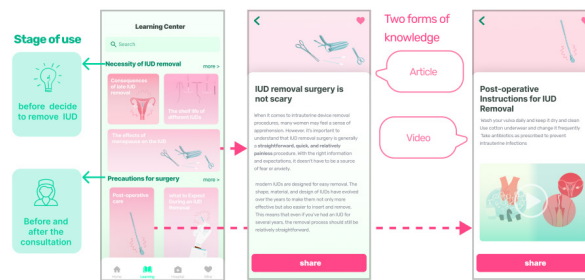 Stage of use
before decide
to remove IUD
Before and
after the
consultation
Learning Center
Search
Necessity of IUD removal
more >
Consequences
of late IUD
removal
The shelf life of
different IUDs
The effects of
menopause on the IUD
Precautions for surgery
more >
Post-operative
care
IUD removal surgery is
not scary
When it comes to intrauterine device removal
procedures, many women may feel a sense of
apprehension. However, it's important to
understand that IUD removal surgery is generally
a straightforward, quick, and relatively
painless procedure. With the right information
and expectations, it doesn't have to be a source
of fear or anxiety.
modern IUDs are designed for easy removal. The
shape, material, and design of IUDs have evolved
over the years to make them not only more
effective but also easier to insert and remove.
This means that even if you've had an IUD for
several years, the removal process should still be
relatively straightforward.
share
Two forms of
knowledge
Article
Video
Post-operative
Instructions for IUD
Removal
Wash your vulva daily and keep it dry and clean
Use cotton underwear and change it frequently
Take antibiotics as prescribed to prevent
intrauterine infections
share